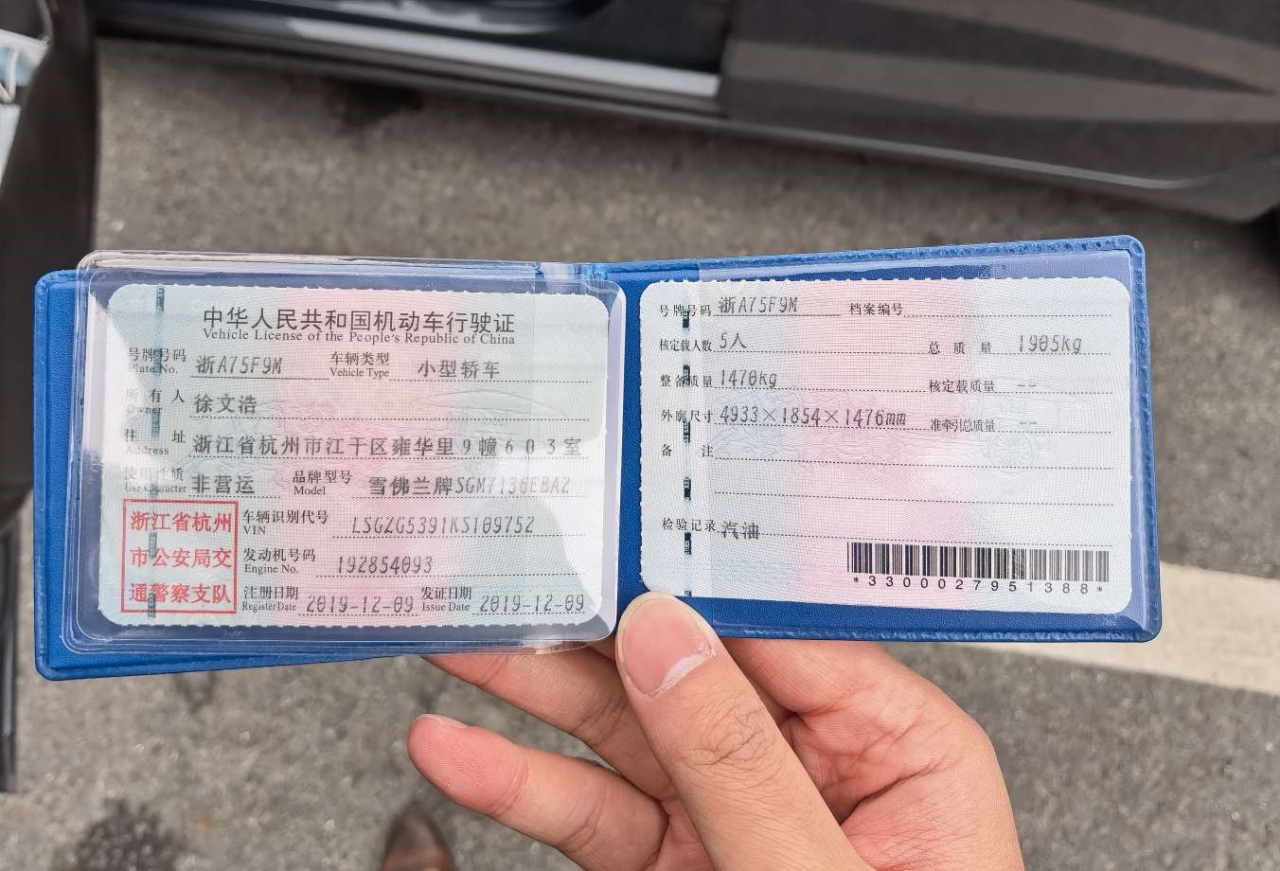 中华人民共和国机动车行驶证
Vehicle License of the People's Republic of China
号牌号码 浙A75F9M 车辆类型 小型轿车
Plate No. Vehicle Type
所有人 徐文浩
Owner
住址 浙江省杭州市江干区雍华里9幢603室
Address
使用性质 非营运 品牌型号 雪佛兰牌SGM7136EBA2
Use Character Model
浙江省杭州
市公安局交
通警察支队
车辆识别代号 LSGZG5391KS109752
VIN
发动机号码 192854093
Engine No.
注册日期 2019-12-09 发证日期 2019-12-09
Register Date Issue Date
号牌号码 浙A75F9M 档案编号
核定载人数 5人 总质量 1905kg
整备质量 1470kg 核定载质量 --
外廓尺寸 4933×1854×1476mm 准牵引总质量 --
备注
检验记录 汽油
*3300027951388*